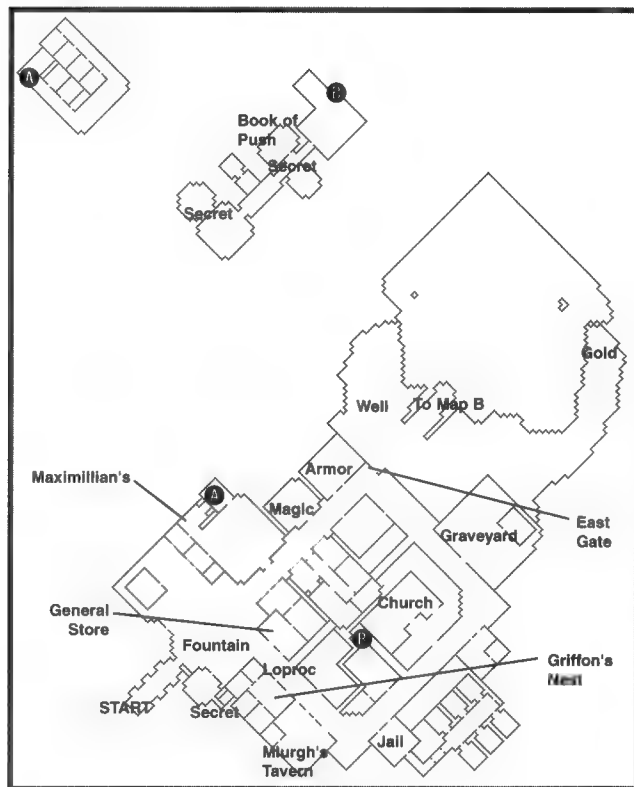 A
B
Book of
Push
Secret
Secret
Gold
Well
To Map B
Armor
Maximillian's
A
Magic
East
Gate
Graveyard
General
Store
Church
Fountain
B
Loproc
Griffon's
Nest
START
Secret
Jail
Miurgh's
Tavern